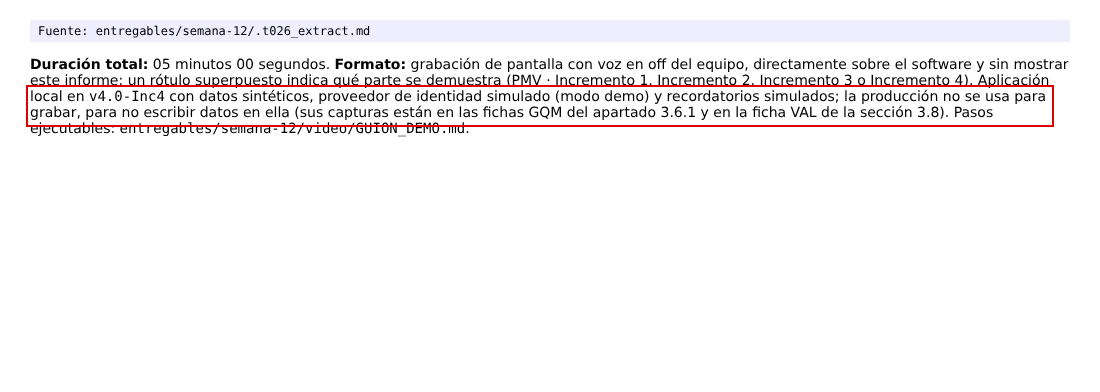 Fuente: entregables/semana-12/.t026_extract.md
Duración total: 05 minutos 00 segundos. Formato: grabación de pantalla con voz en off del equipo, directamente sobre el software y sin mostrar
este informe: un rótulo superpuesto indica qué parte se demuestra (PMV · Incremento 1, Incremento 2, Incremento 3 o Incremento 4). Aplicación
local en v4.0-Inc4 con datos sintéticos, proveedor de identidad simulado (modo demo) y recordatorios simulados; la producción no se usa para
grabar, para no escribir datos en ella (sus capturas están en las fichas GQM del apartado 3.6.1 y en la ficha VAL de la sección 3.8). Pasos
ejecutables: entregables/semana-12/video/GUION_DEMO.md.